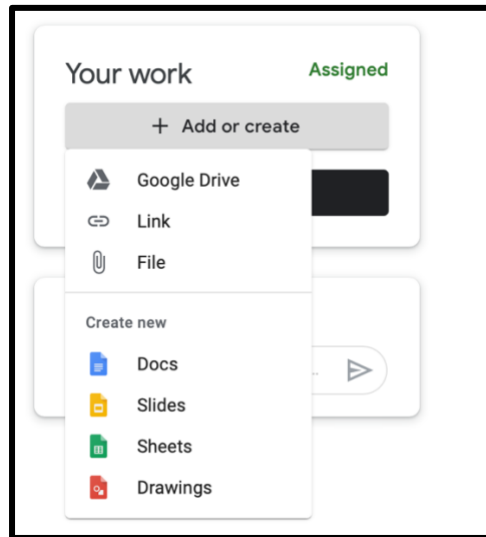 Your work
Assigned
+ Add or create
Google Drive
Link
File
Create new
Docs
Slides
Sheets
Drawings